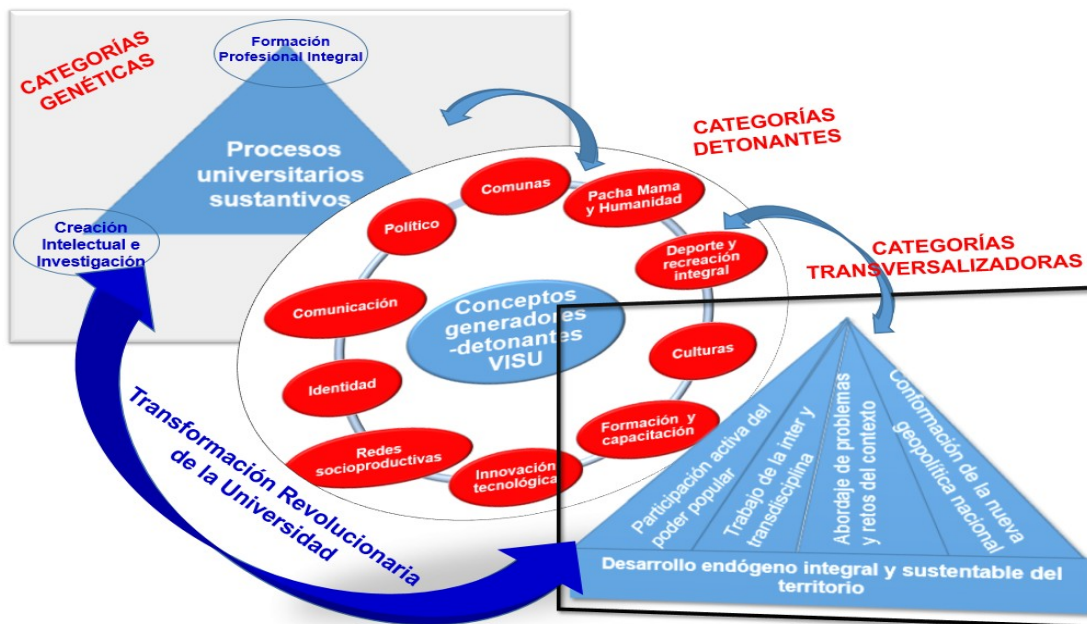 CATEGORÍAS
GENÉTICAS
Formación
Profesional Integral
Procesos
universitarios
sustantivos
Creación
Intelectual e
Investigación
CATEGORÍAS
DETONANTES
Comunas
Pacha Mama
y Humanidad
Político
Deporte y
recreación
integral
Comunicación
Conceptos
generadores
-detonantes
VISU
Culturas
Identidad
Formación y
capacitación
Redes
socioproductivas
Innovación
tecnológica
CATEGORÍAS
TRANSVERSALIZADORAS
Participación activa del
poder popular
Trabajo de la inter y
transdisciplina
Abordaje de problemas
y retos del contexto
Conformación de la nueva
geopolítica nacional
Desarrollo endógeno integral y sustentable del
territorio
Transformación Revolucionaria
de la Universidad